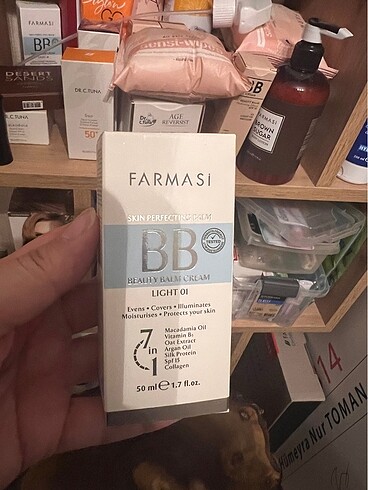 FARMASİ
BB
DESERT
SANDS
DR.C.TUNA
DR.C.TUNA
50+
AGE
REVERSIST
BB
FARMASİ
BROWN
SUGAR
FARMASİ
SKIN PERFECTING BALM
BB
TESTED
BEAUTY BALM CREAM
LIGHT 01
Evens • Covers • Illuminates
Moisturises • Protects your skin
7 in 1
Macadamia Oil
Vitamin B5
Oat Extract
Argan Oil
Silk Protein
Spf 15
Collagen
50 ml ℮ 1.7 fl.oz.
14
Hümeyra Nur TOMAN